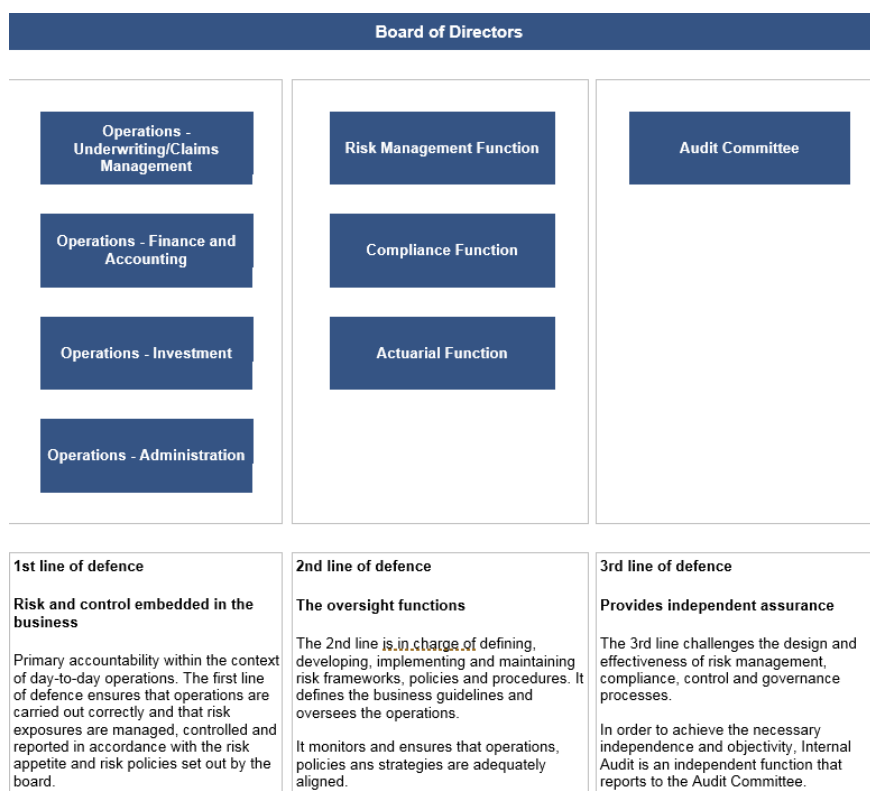 Board of Directors
Operations -
Underwriting/Claims
Management
Operations - Finance and
Accounting
Operations - Investment
Operations - Administration
Risk Management Function
Compliance Function
Actuarial Function
Audit Committee
1st line of defence
Risk and control embedded in the
business
Primary accountability within the context
of day-to-day operations. The first line
of defence ensures that operations are
carried out correctly and that risk
exposures are managed, controlled and
reported in accordance with the risk
appetite and risk policies set out by the
board.
2nd line of defence
The oversight functions
The 2nd line is in charge of defining,
developing, implementing and maintaining
risk frameworks, policies and procedures. It
defines the business guidelines and
oversees the operations.
It monitors and ensures that operations,
policies ans strategies are adequately
aligned.
3rd line of defence
Provides independent assurance
The 3rd line challenges the design and
effectiveness of risk management,
compliance, control and governance
processes.
In order to achieve the necessary
independence and objectivity, Internal
Audit is an independent function that
reports to the Audit Committee.